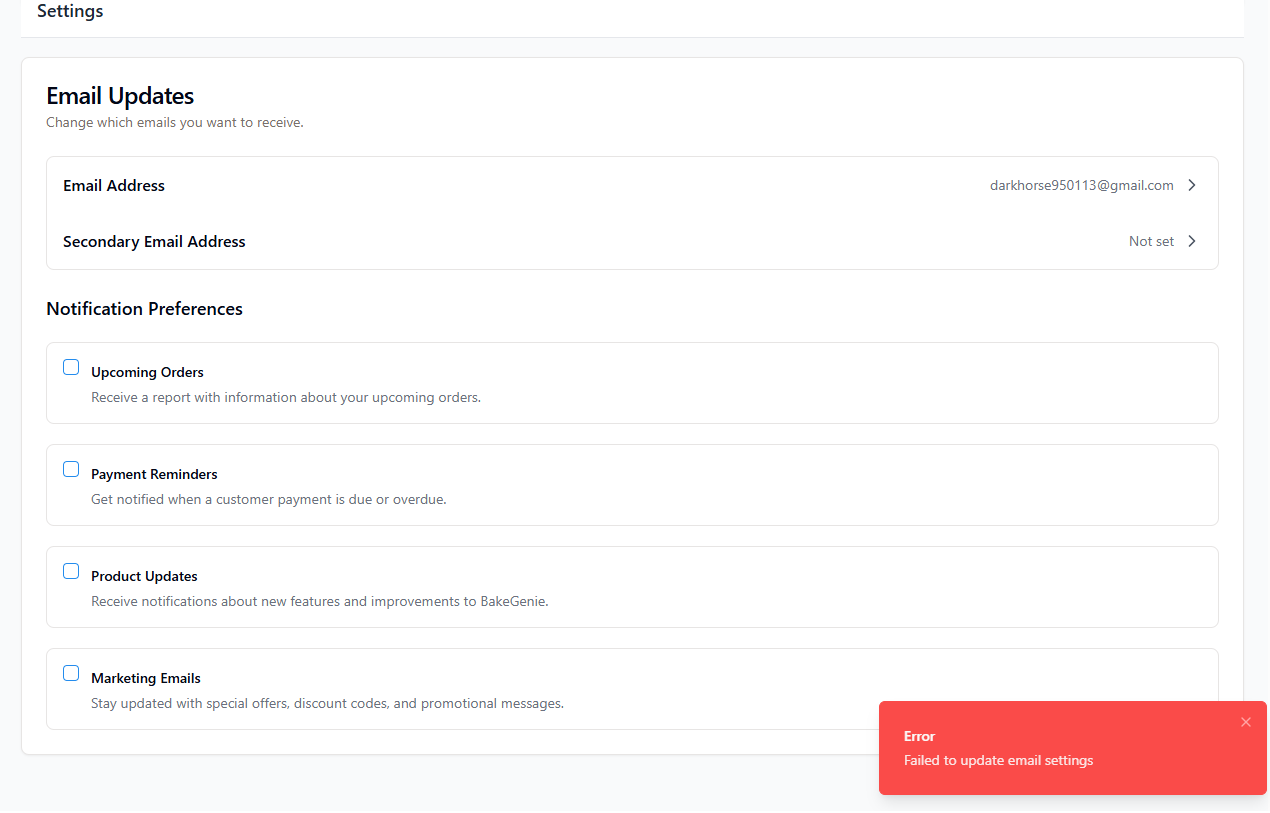 Settings
Email Updates
Change which emails you want to receive.
Email Address
darkhorse950113@gmail.com
Secondary Email Address
Not set
Notification Preferences
Upcoming Orders
Receive a report with information about your upcoming orders.
Payment Reminders
Get notified when a customer payment is due or overdue.
Product Updates
Receive notifications about new features and improvements to BakeGenie.
Marketing Emails
Stay updated with special offers, discount codes, and promotional messages.
Error
Failed to update email settings